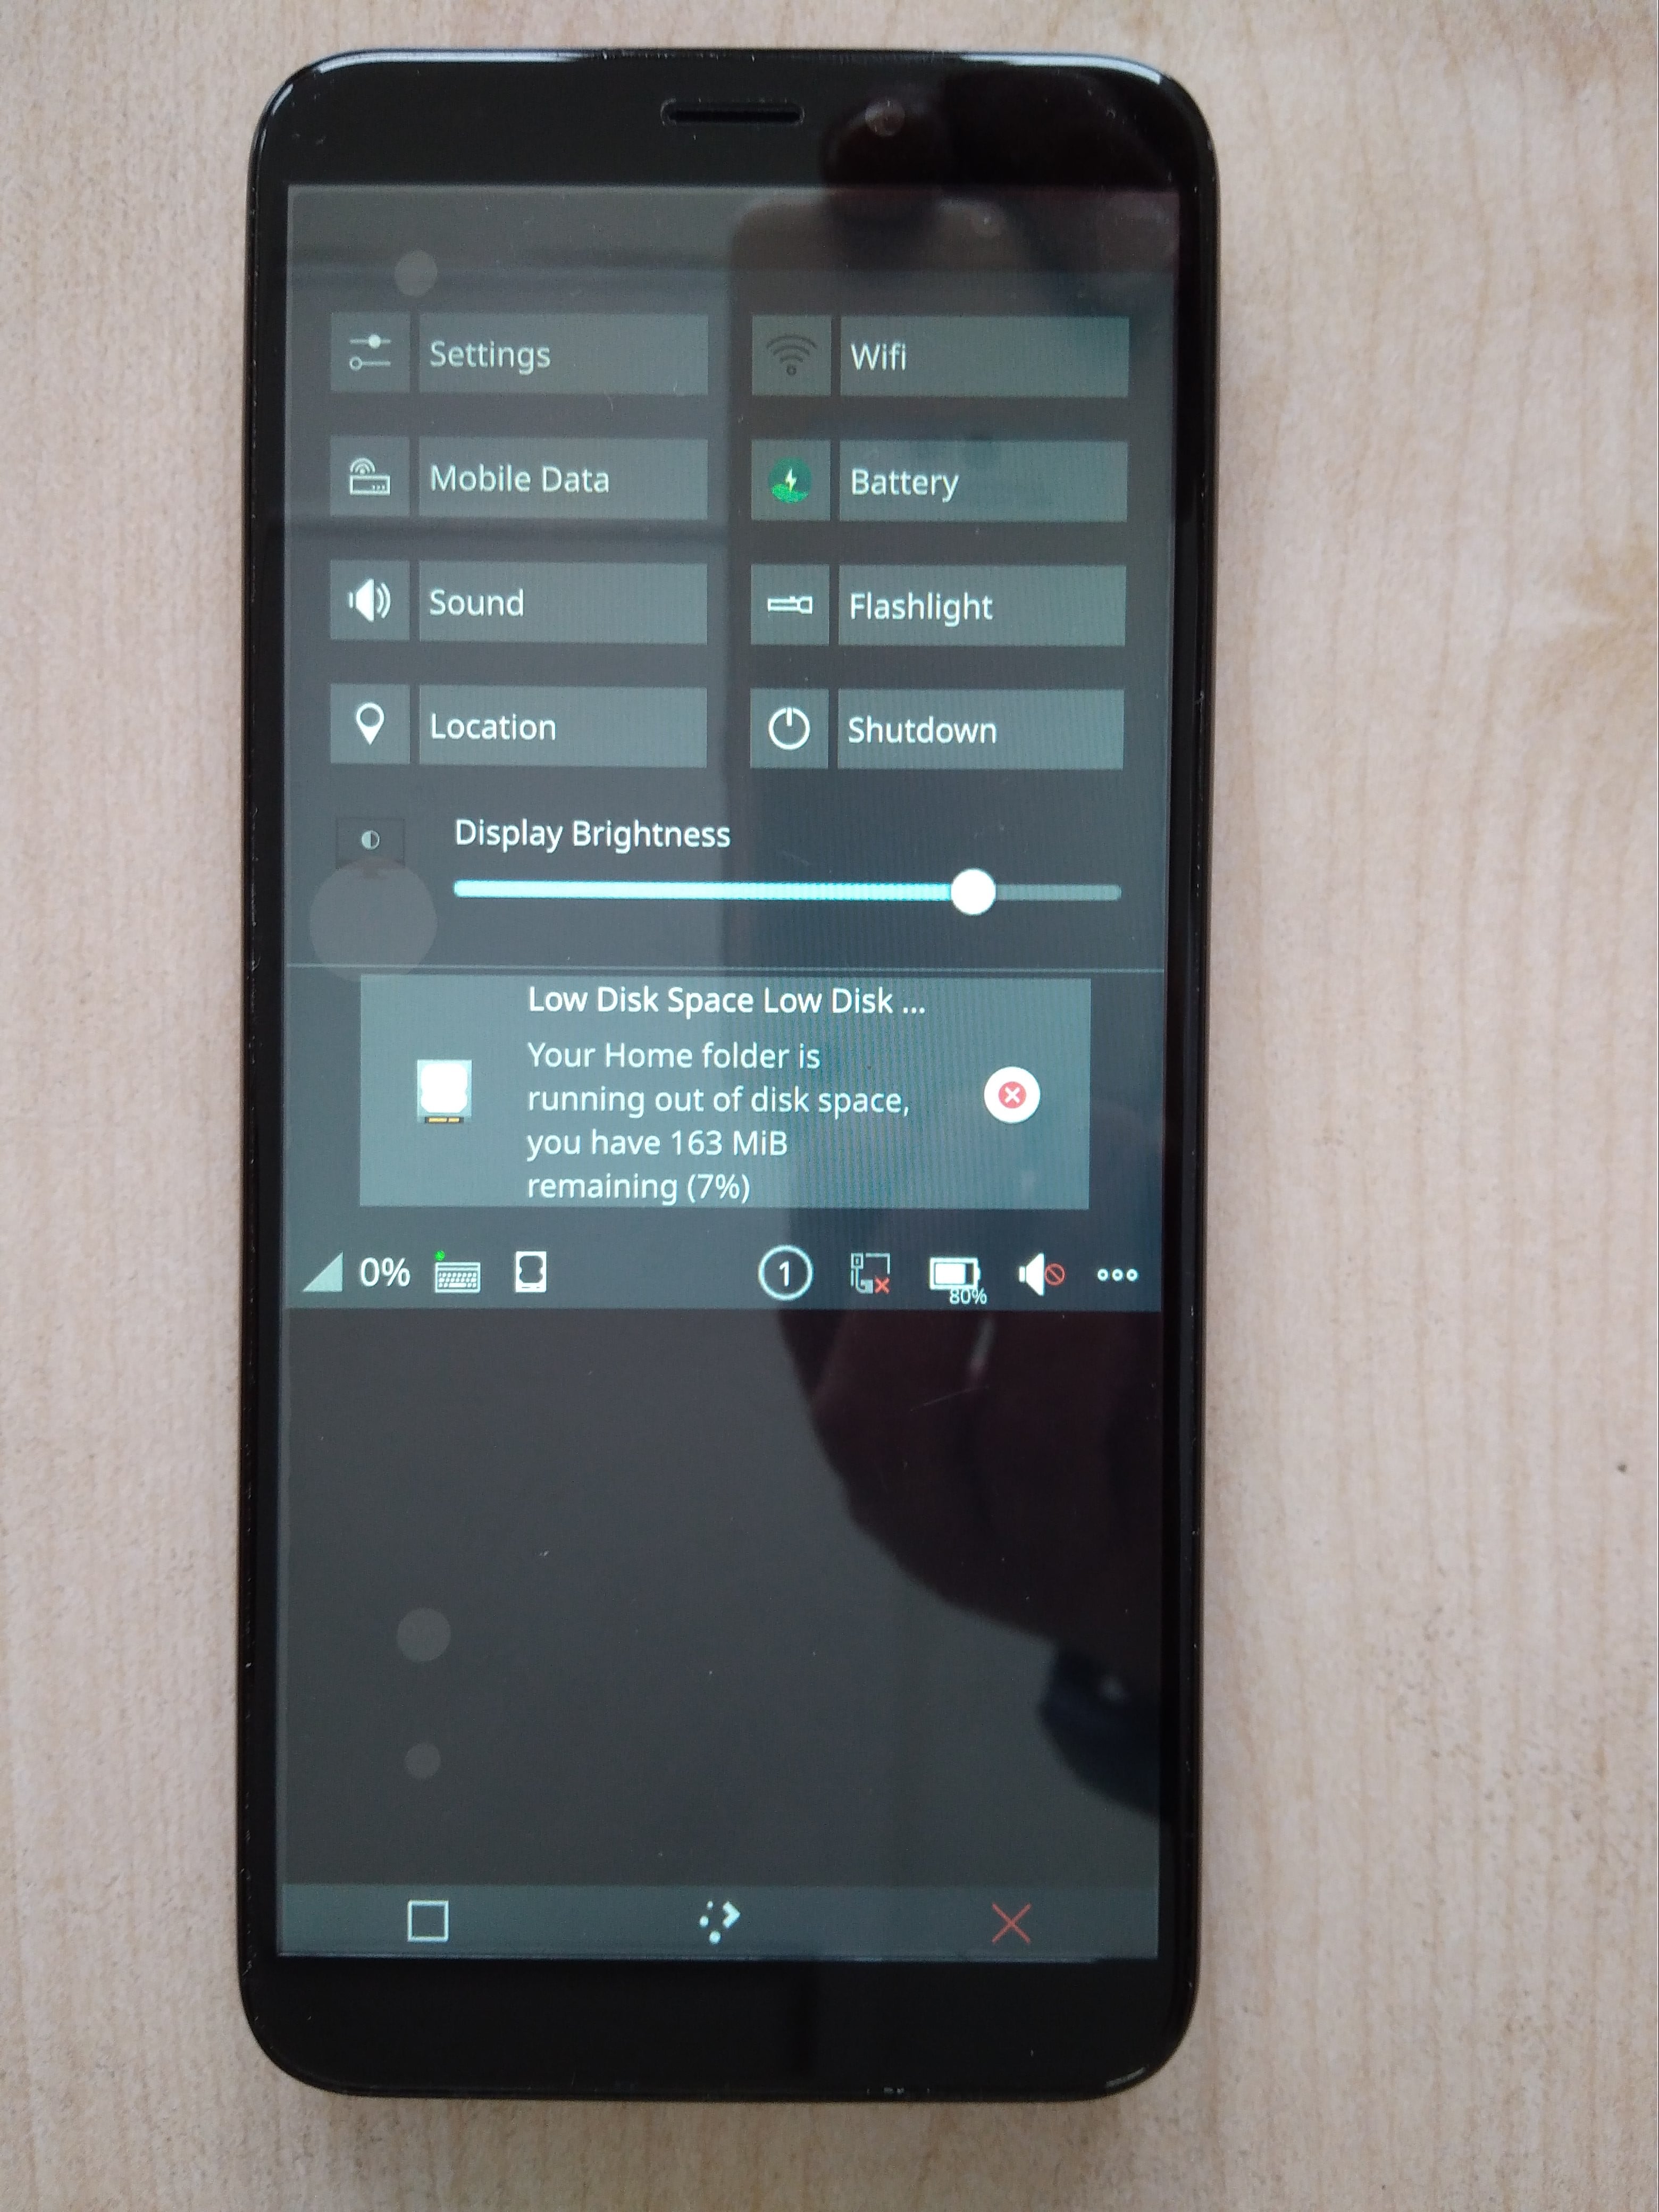 Settings
Wifi
Mobile Data
Battery
Sound
Flashlight
Location
Shutdown
Display Brightness
Low Disk Space Low Disk ...
Your Home folder is
running out of disk space,
you have 163 MiB
remaining (7%)
0%
1
80%